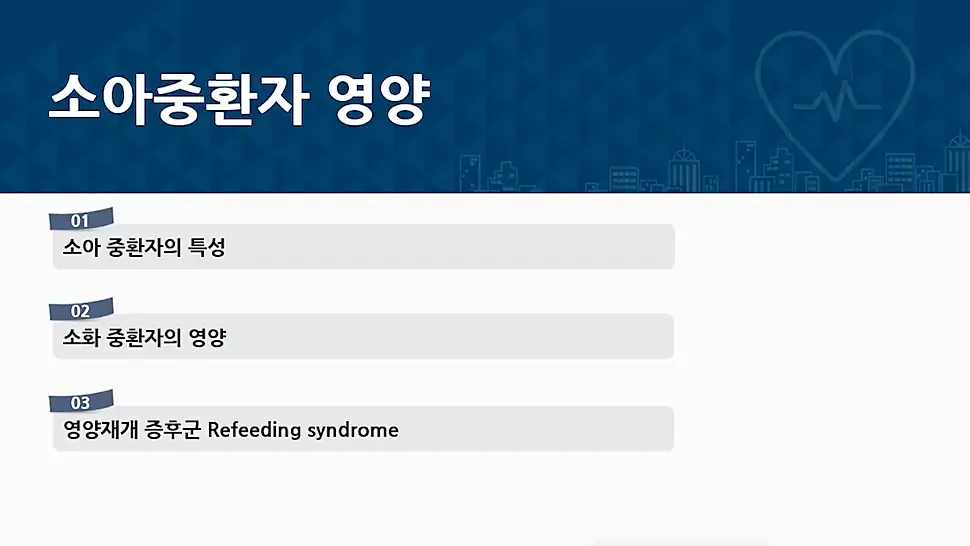 소아중환자 영양
01
소아 중환자의 특성
02
소화 중환자의 영양
03
영양재개 증후군 Refeeding syndrome